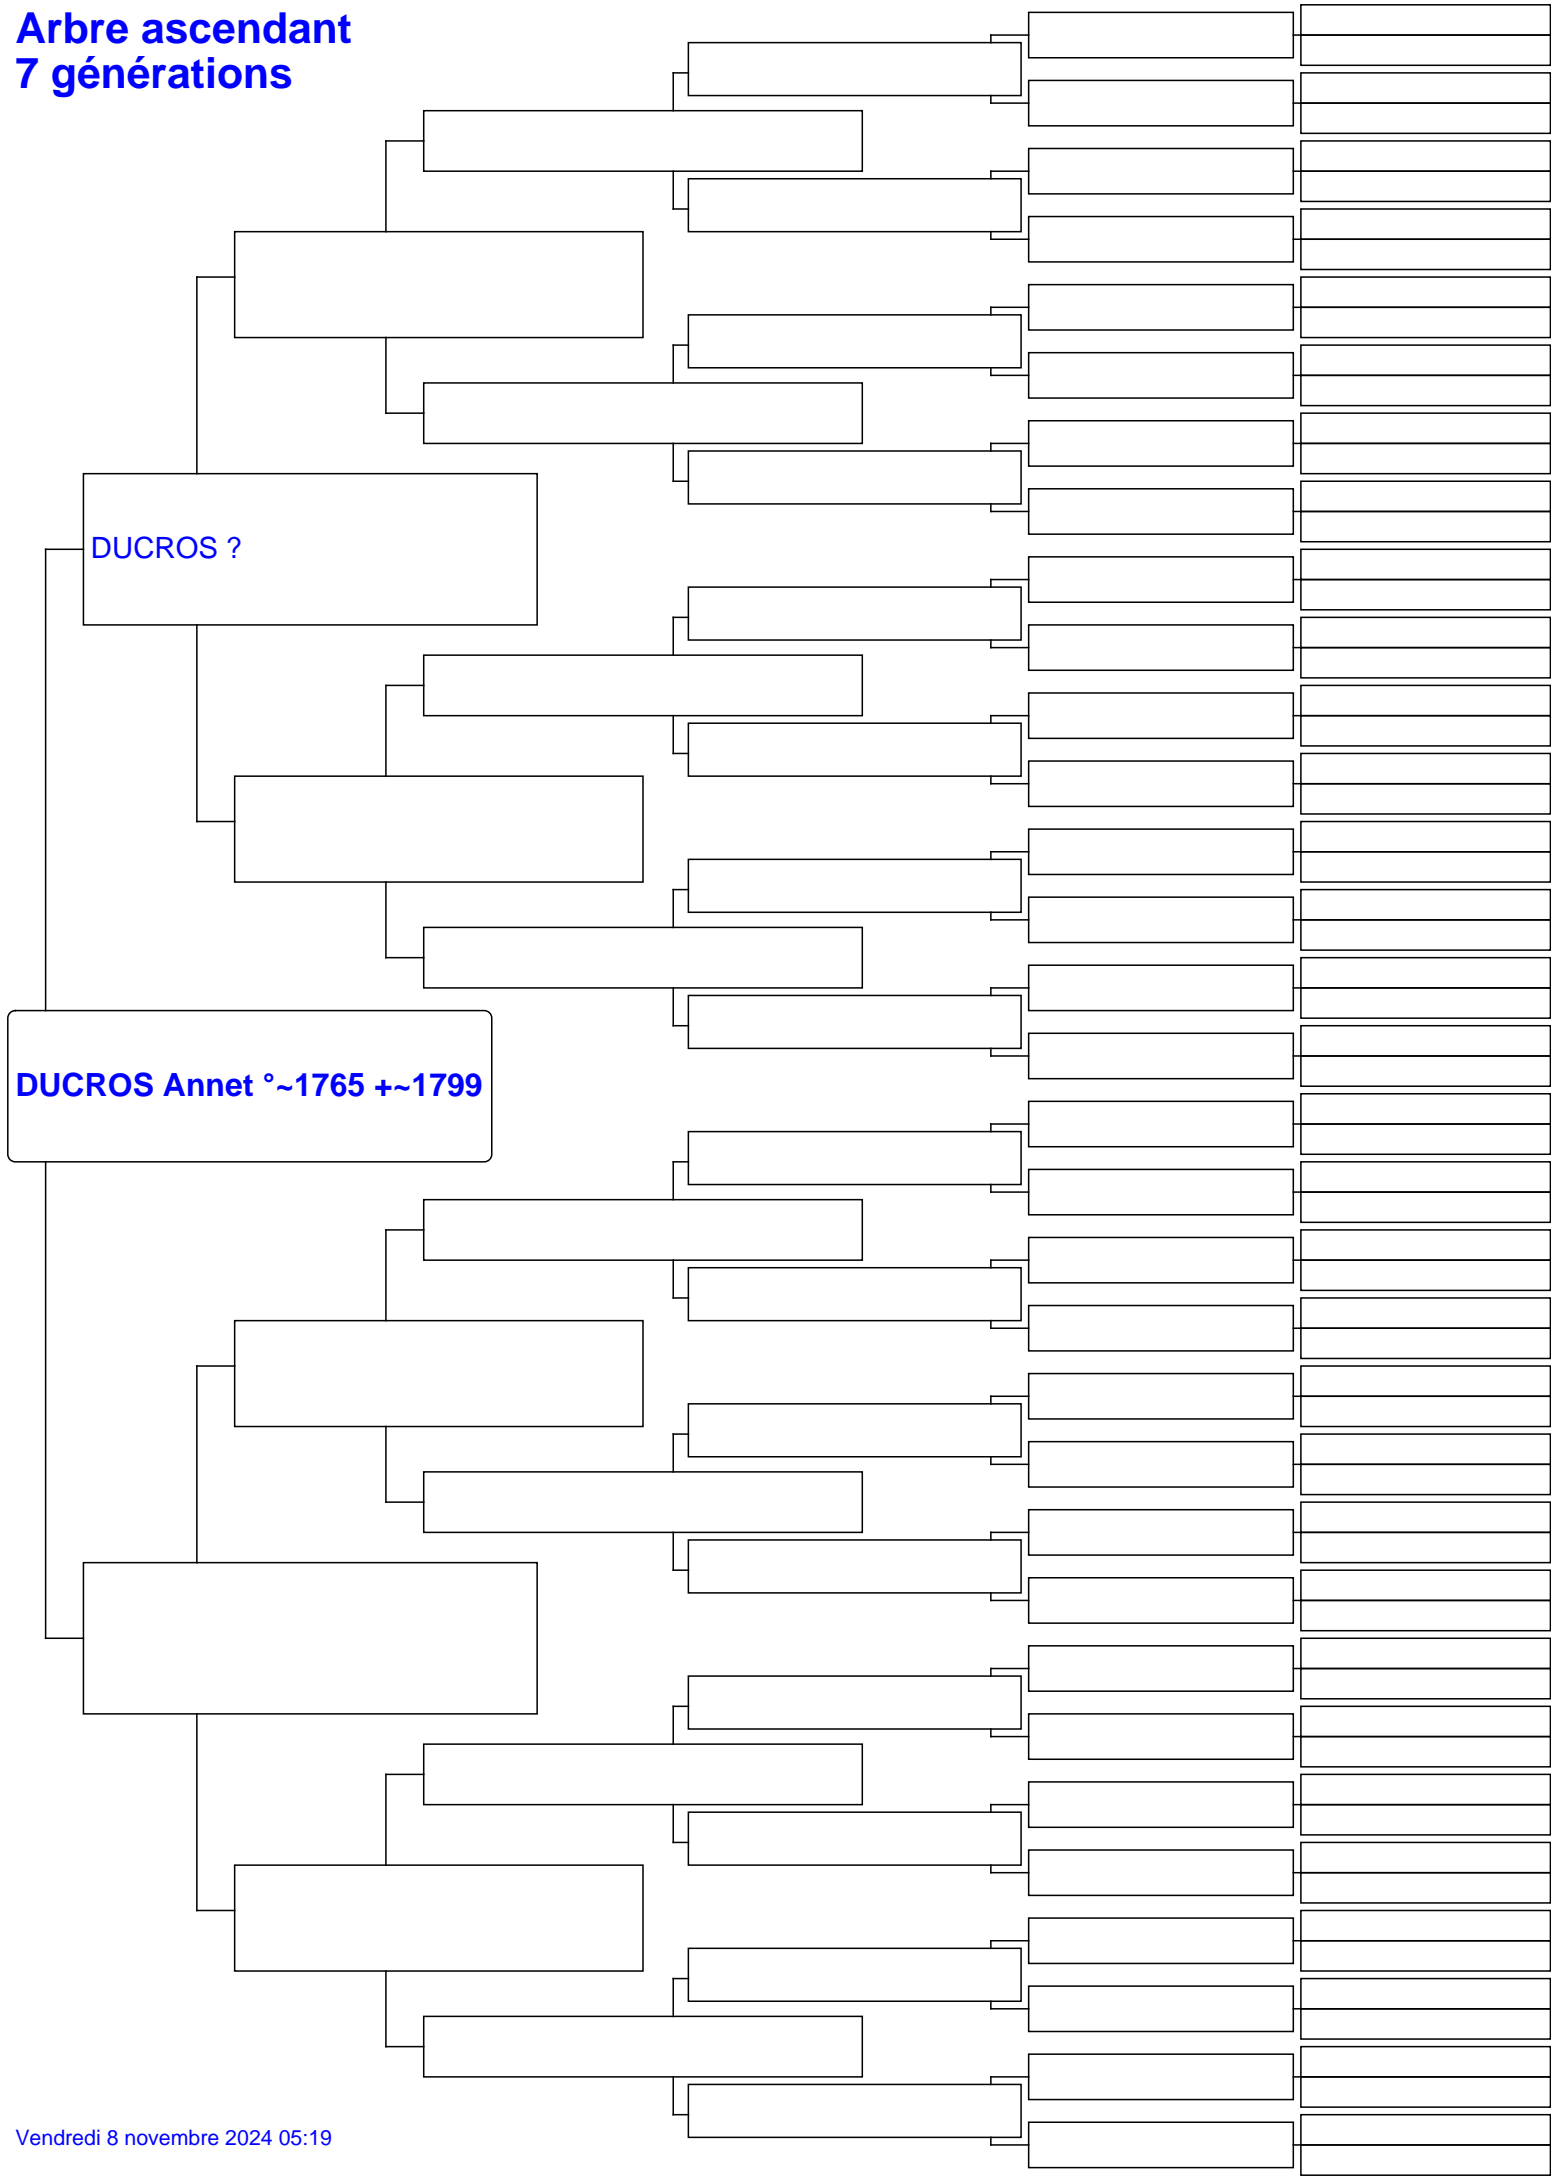 Arbre ascendant
7 générations
DUCROS ?
DUCROS Annet °~1765 +~1799
Vendredi 8 novembre 2024 05:19